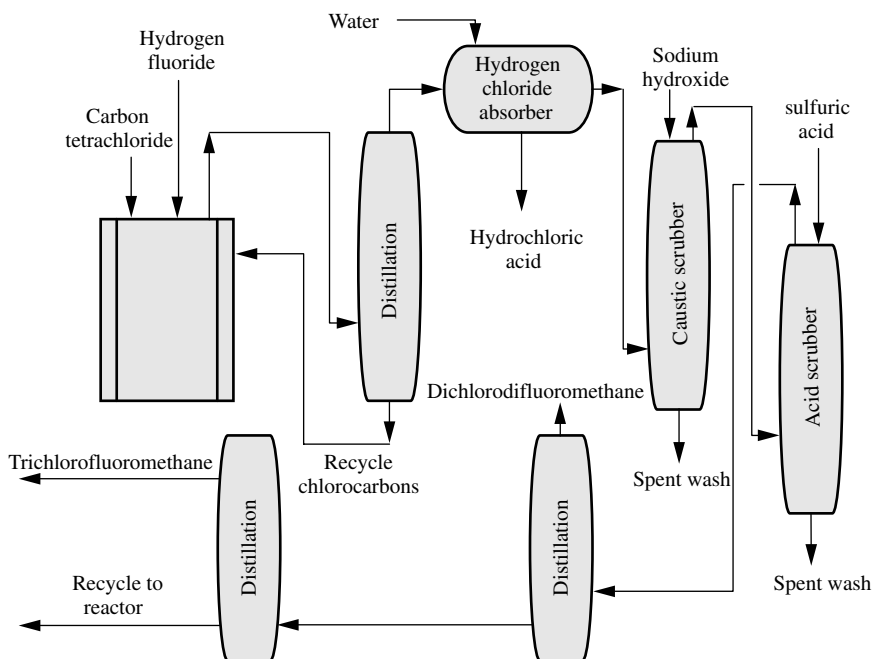 Water
Hydrogen
fluoride
Carbon
tetrachloride
Hydrogen
chloride
absorber
Sodium
hydroxide
sulfuric
acid
Distillation
Hydrochloric
acid
Caustic scrubber
Acid scrubber
Recycle
chlorocarbons
Dichlorodifluoromethane
Spent wash
Spent wash
Trichlorofluoromethane
Distillation
Distillation
Recycle to
reactor